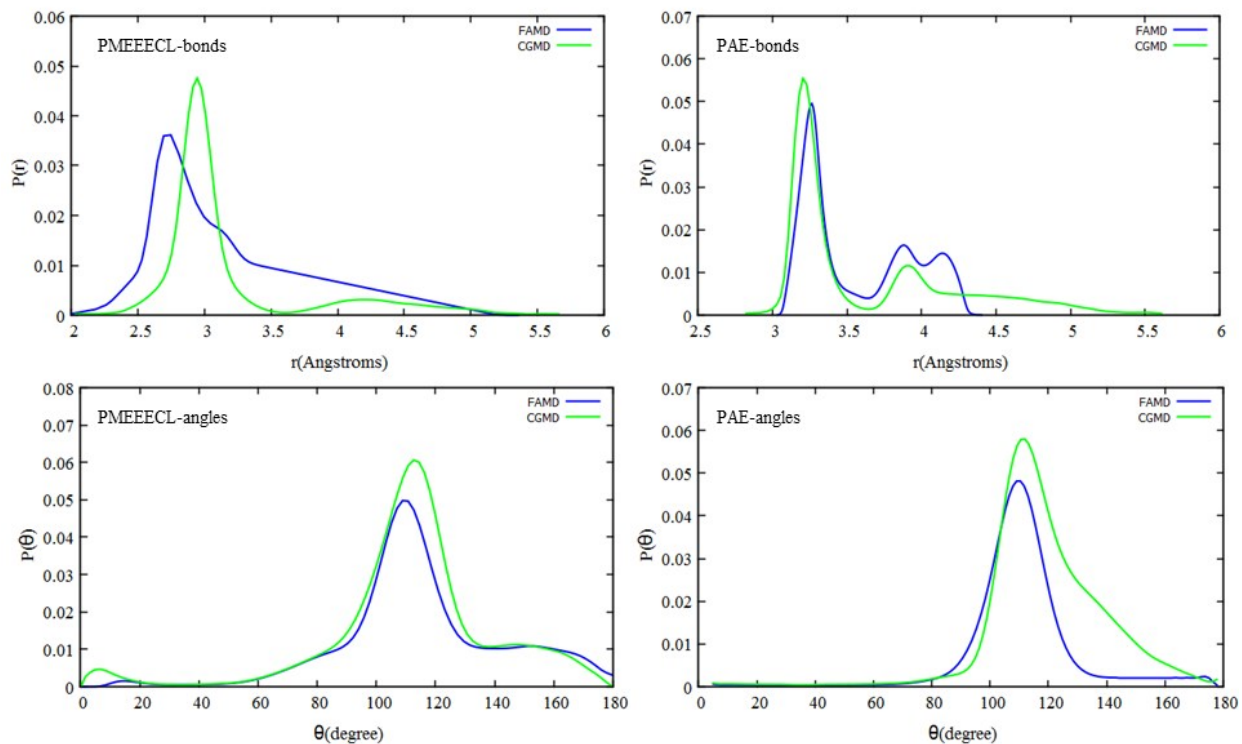 PMEEECL-bonds
FAMD
CGMD
P(r)
0.06
0.05
0.04
0.03
0.02
0.01
0
2 2.5 3 3.5 4 4.5 5 5.5 6
r(Angstroms)
PAE-bonds
FAMD
CGMD
P(r)
0.07
0.06
0.05
0.04
0.03
0.02
0.01
0
2.5 3 3.5 4 4.5 5 5.5 6
r(Angstroms)
PMEEECL-angles
FAMD
CGMD
P(θ)
0.08
0.07
0.06
0.05
0.04
0.03
0.02
0.01
0
0 20 40 60 80 100 120 140 160 180
θ(degree)
PAE-angles
FAMD
CGMD
P(θ)
0.07
0.06
0.05
0.04
0.03
0.02
0.01
0
0 20 40 60 80 100 120 140 160 180
θ(degree)